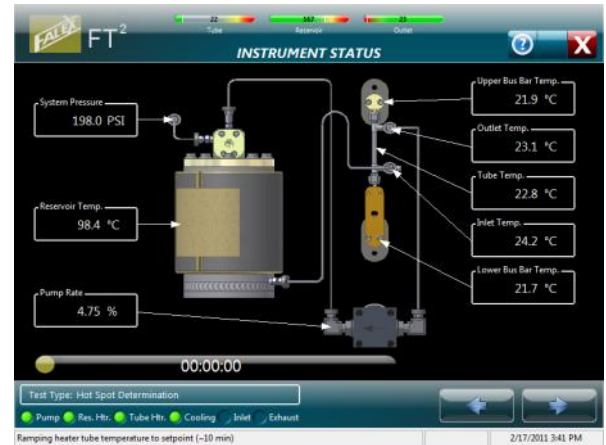 FALEX FT2
22 567 23
Tube Reservoir Outlet
INSTRUMENT STATUS
? X
System Pressure
198.0 PSI
Reservoir Temp.
98.4 °C
Pump Rate
4.75 %
Upper Bus Bar Temp.
21.9 °C
Outlet Temp.
23.1 °C
Tube Temp.
22.8 °C
Inlet Temp.
24.2 °C
Lower Bus Bar Temp.
21.7 °C
00:00:00
Test Type: Hot Spot Determination
Pump Res. Htr. Tube Htr. Cooling Inlet Exhaust
Ramping heater tube temperature to setpoint (~10 min) 2/17/2011 3:41 PM